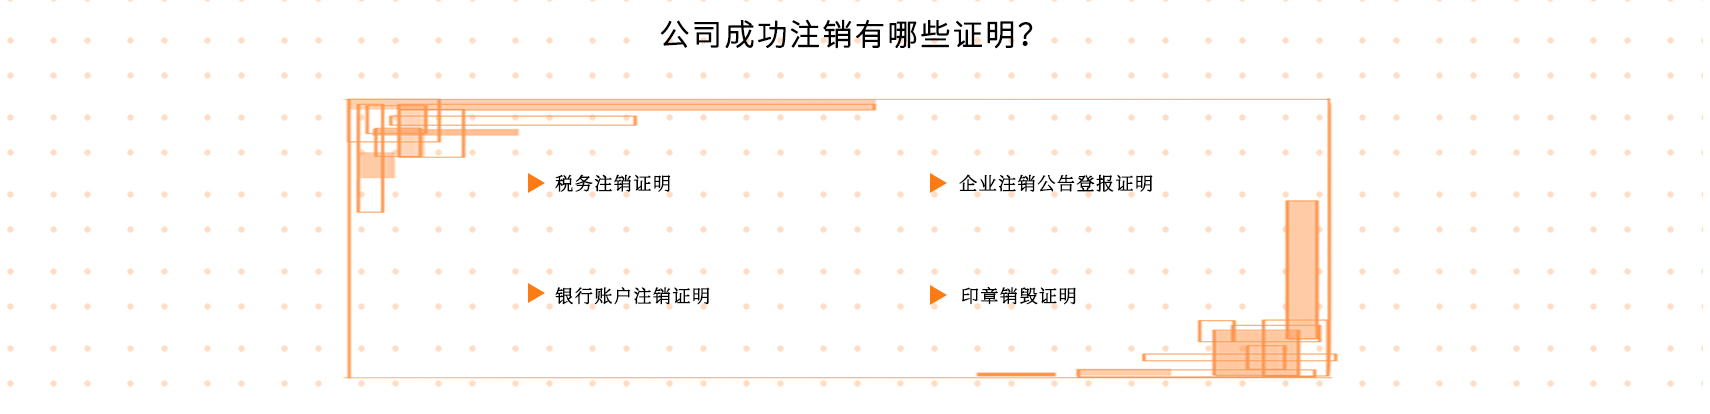 公司成功注销有哪些证明？
税务注销证明
企业注销公告登报证明
银行账户注销证明
印章销毁证明